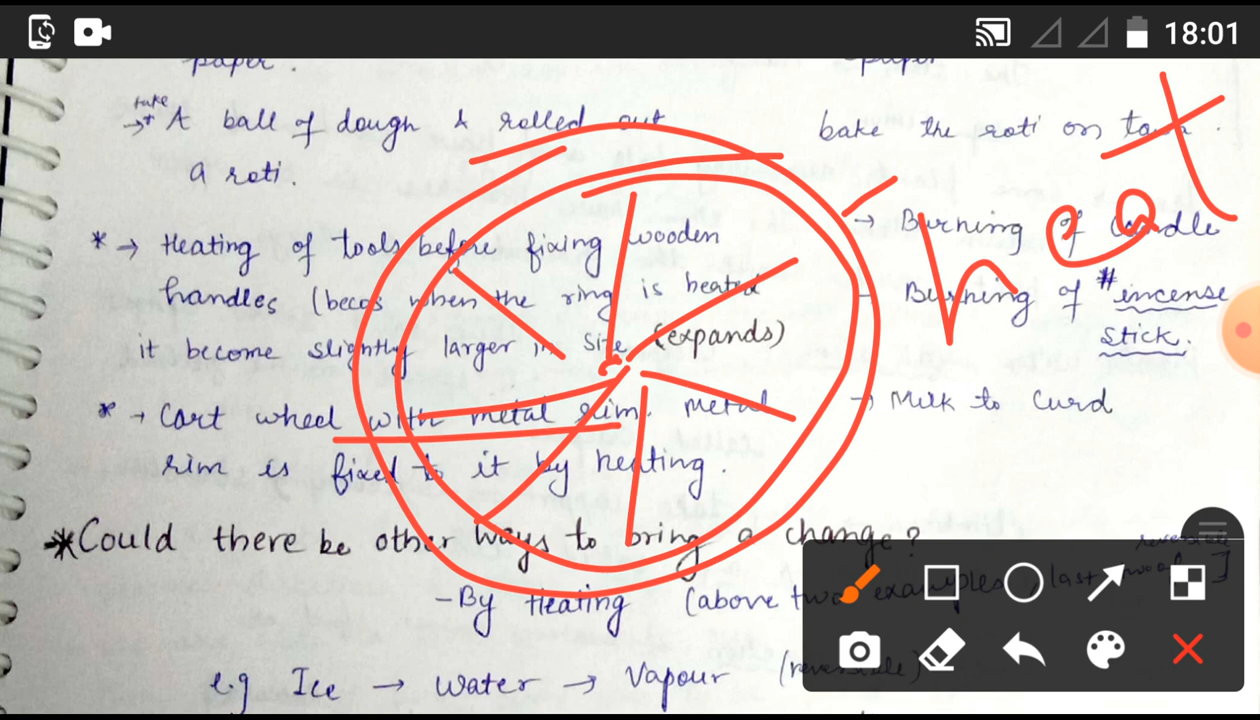 18:01
paper.
paper
take
→ * A ball of dough & rolled out
a roti.
bake the roti on tawa.
heat
* → Heating of tools before fixing wooden
handles (becos when the ring is heated
it become slightly larger in size (expands)
* → Cart wheel with metal rim. Metal
rim is fixed to it by heating.
→ Burning of candle
→ Burning of #incense
stick.
→ Milk to curd
*Could there be other ways to bring a change?
- By Heating (above two examples last two of
reversible
e.g Ice → Water → Vapour (reversible)